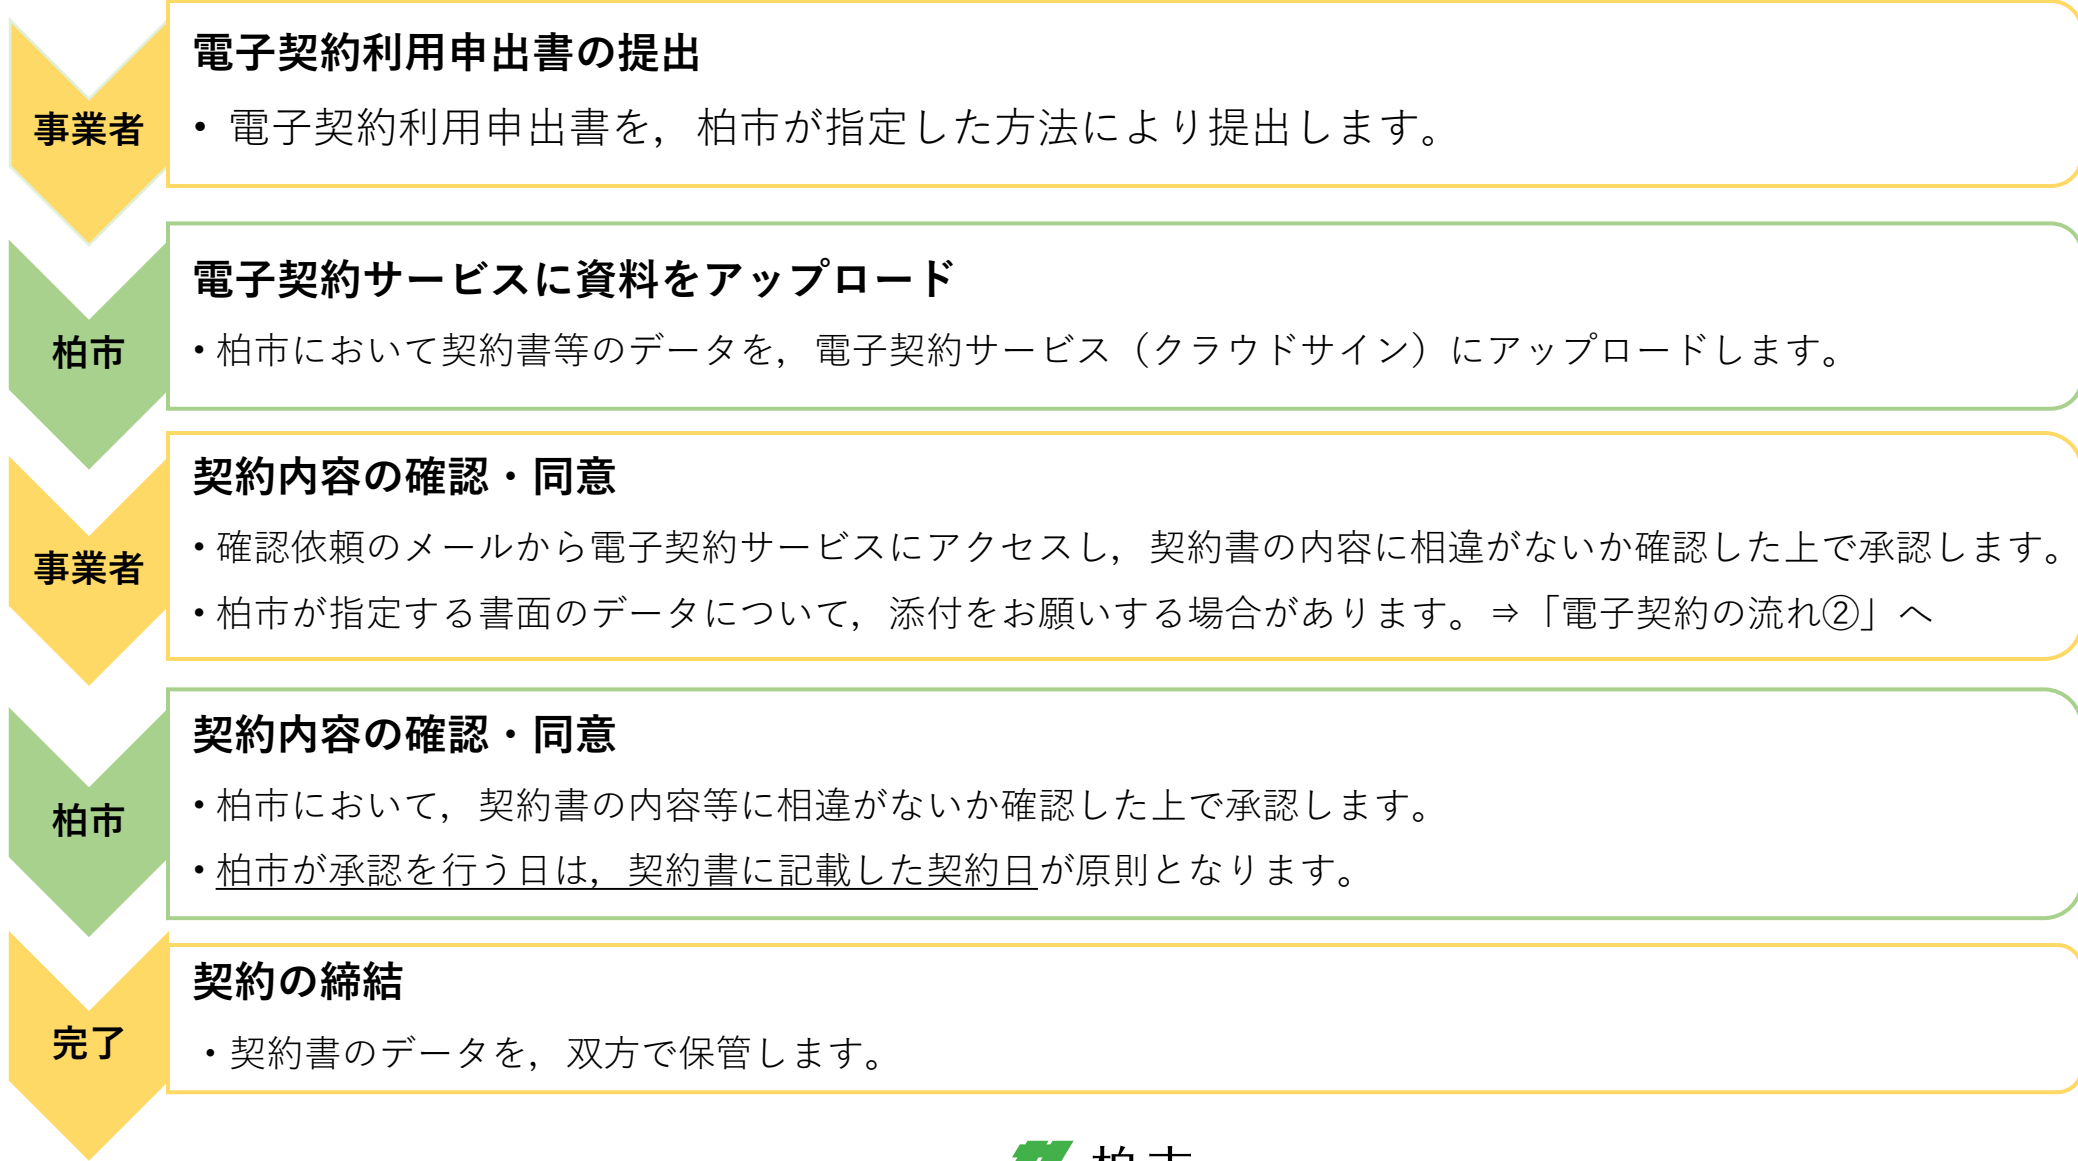 電子契約利用申出書の提出
事業者
・電子契約利用申出書を，柏市が指定した方法により提出します。
電子契約サービスに資料をアップロード
柏市
・柏市において契約書等のデータを，電子契約サービス（クラウドサイン）にアップロードします。
契約内容の確認・同意
事業者
・確認依頼のメールから電子契約サービスにアクセスし，契約書の内容に相違がないか確認した上で承認します。
・柏市が指定する書面のデータについて，添付をお願いする場合があります。⇒「電子契約の流れ②」へ
契約内容の確認・同意
柏市
・柏市において，契約書の内容等に相違がないか確認した上で承認します。
・柏市が承認を行う日は，契約書に記載した契約日が原則となります。
契約の締結
完了
・契約書のデータを，双方で保管します。
柏市